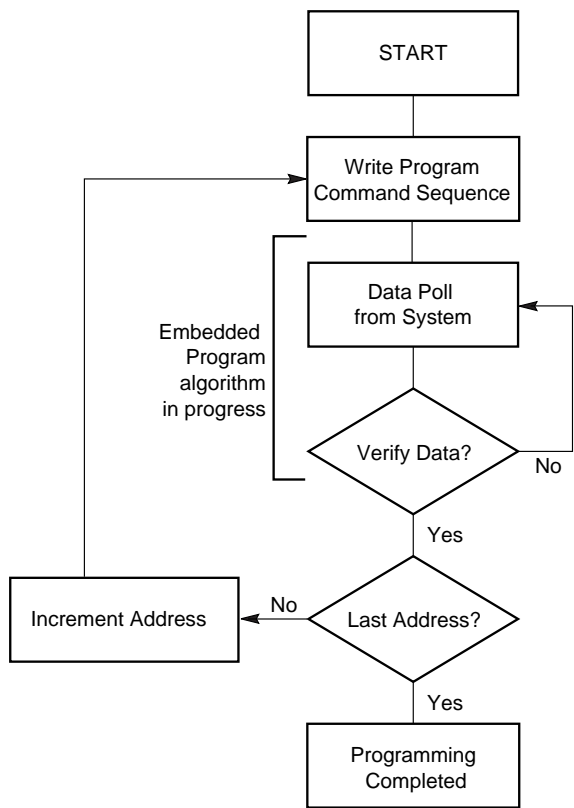 START
Write Program
Command Sequence
Data Poll
from System
Embedded
Program
algorithm
in progress
Verify Data?
No
Yes
Increment Address
No
Last Address?
Yes
Programming
Completed